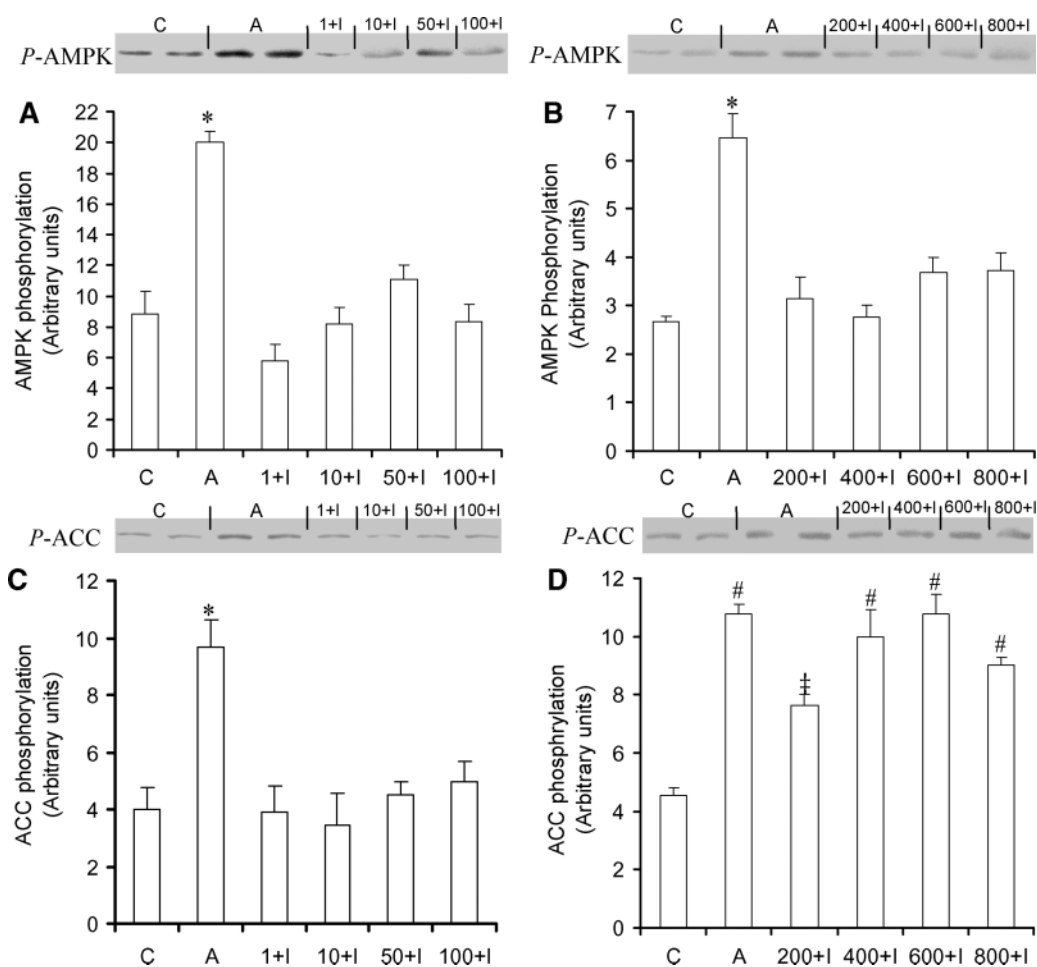 C A 1+I 10+I 50+I 100+I
P-AMPK
C A 200+I 400+I 600+I 800+I
P-AMPK
A
AMPK phosphorylation
(Arbitrary units)
22
20
18
16
14
12
10
8
6
4
2
0
*
C A 1+I 10+I 50+I 100+I
B
AMPK Phosphorylation
(Arbitrary units)
7
6
5
4
3
2
1
0
*
C A 200+I 400+I 600+I 800+I
C A 1+I 10+I 50+I 100+I
P-ACC
C A 200+I 400+I 600+I 800+I
P-ACC
C
ACC phosphorylation
(Arbitrary units)
12
10
8
6
4
2
0
*
C A 1+I 10+I 50+I 100+I
D
ACC phosphrylation
(Arbitrary units)
12
10
8
6
4
2
0
# ‡ # # #
C A 200+I 400+I 600+I 800+I